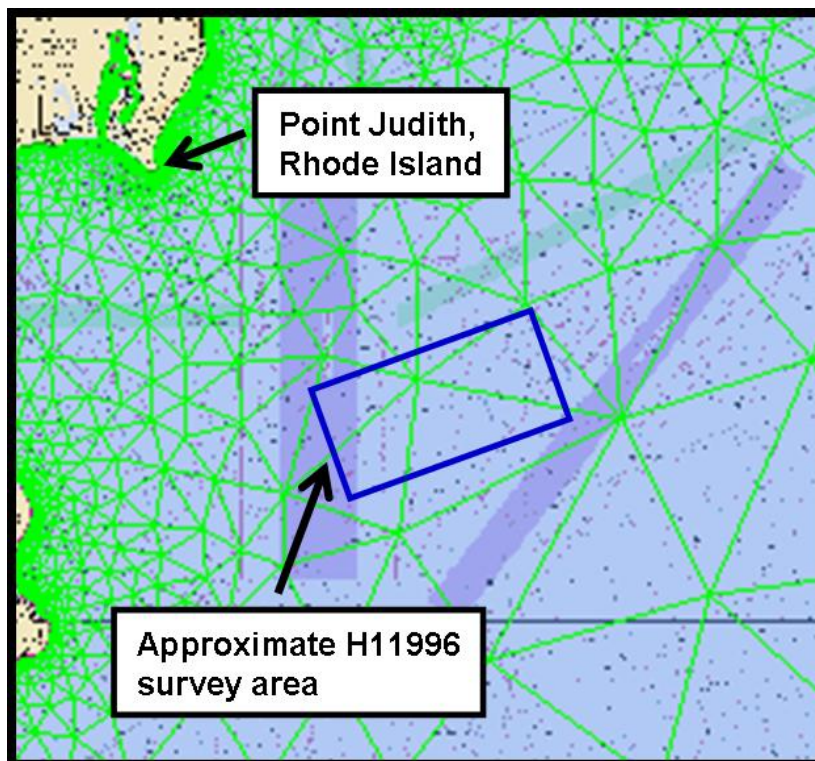 Point Judith,
Rhode Island
Approximate H11996
survey area